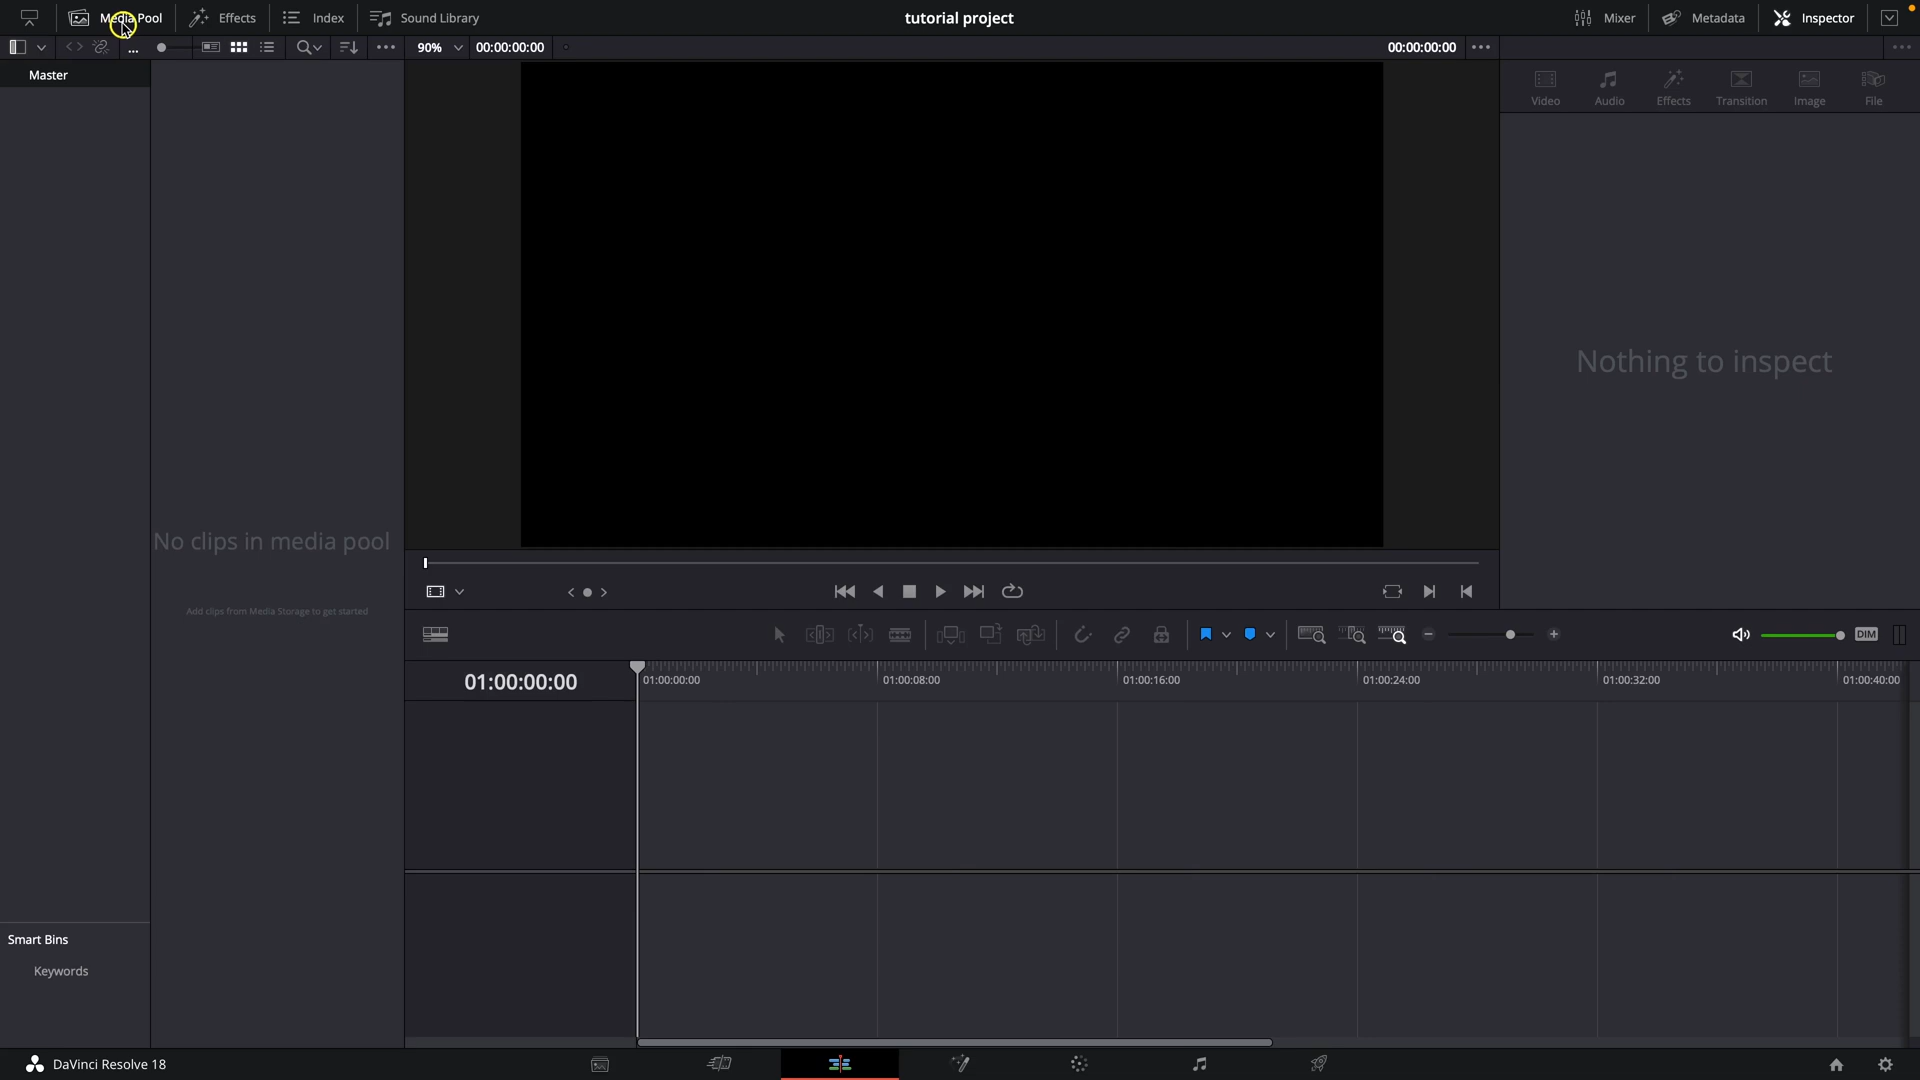 Media Pool Effects Index Sound Library tutorial project Mixer Metadata Inspector
90% 00:00:00:00 00:00:00:00
Master
Video Audio Effects Transition Image File
Nothing to inspect
No clips in media pool
Add clips from Media Storage to get started
DIM
01:00:00:00
01:00:00:00 01:00:08:00 01:00:16:00 01:00:24:00 01:00:32:00 01:00:40:00
Smart Bins
Keywords
DaVinci Resolve 18